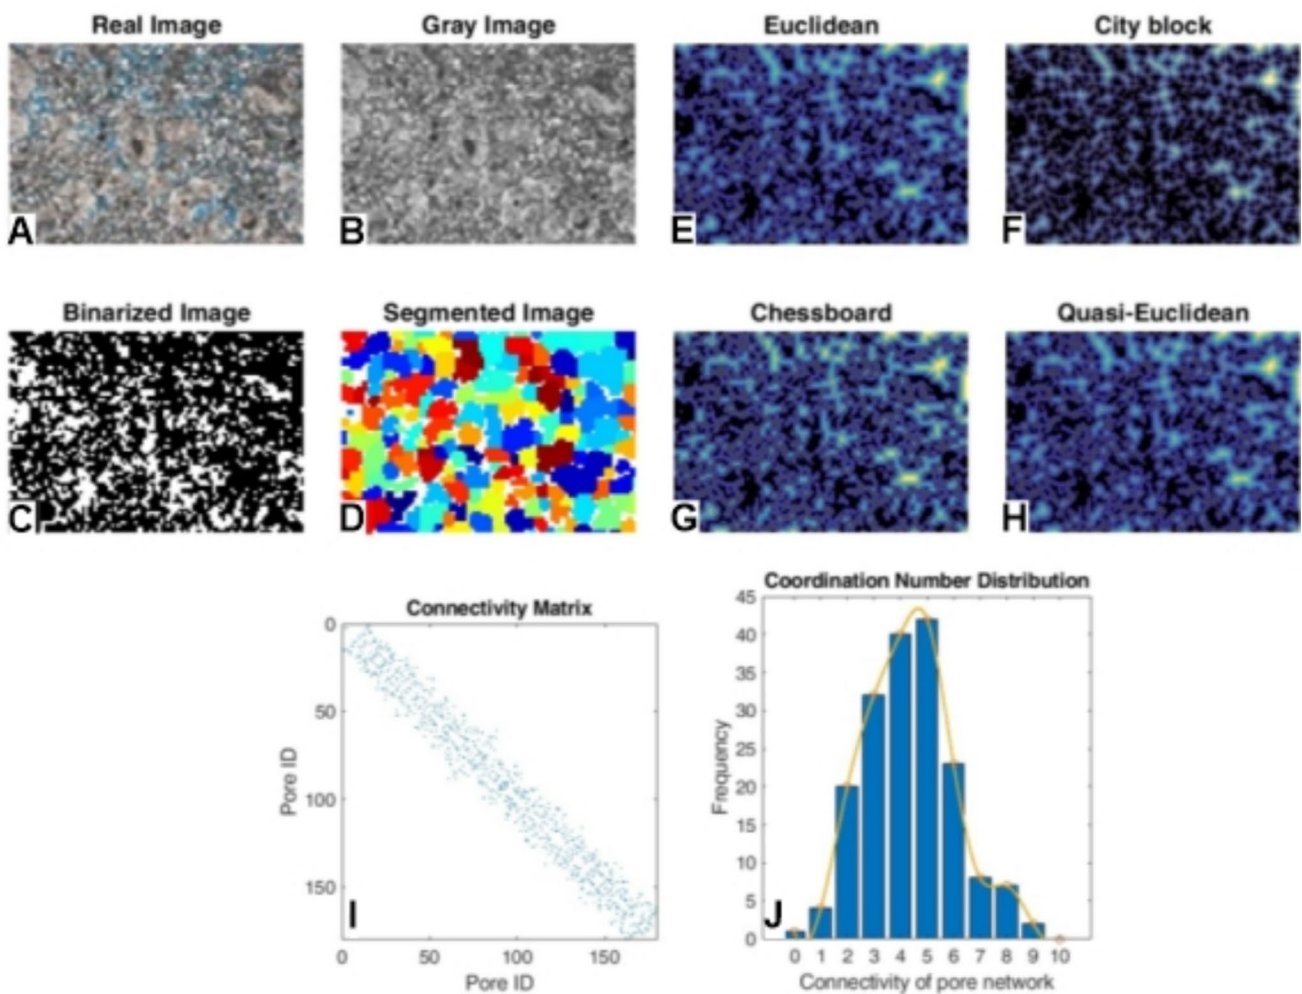 Real Image
Gray Image
Euclidean
City block
A
B
E
F
Binarized Image
Segmented Image
Chessboard
Quasi-Euclidean
C
D
G
H
Connectivity Matrix
0
50
100
150
Pore ID
I
0 50 100 150
Pore ID
Coordination Number Distribution
45
40
35
30
25
20
15
10
5
0
Frequency
J
0 1 2 3 4 5 6 7 8 9 10
Connectivity of pore network